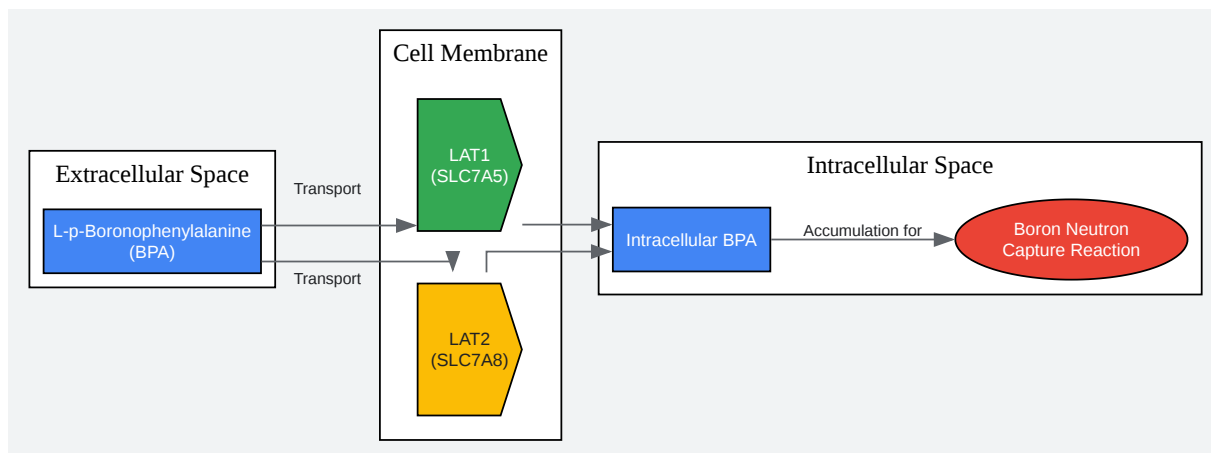 Cell Membrane
LAT1
(SLC7A5)
Extracellular Space
L-p-Boronophenylalanine
(BPA)
Transport
Transport
LAT2
(SLC7A8)
Intracellular Space
Intracellular BPA
Accumulation for
Boron Neutron
Capture Reaction